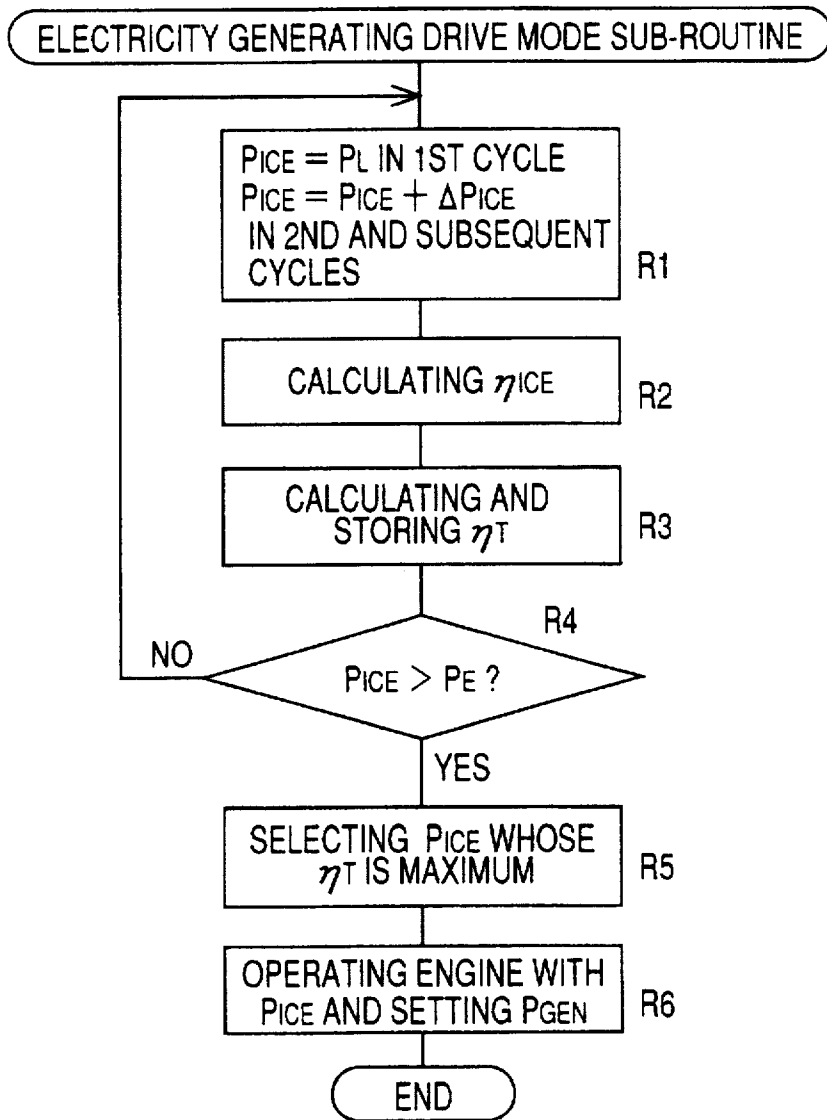 ELECTRICITY GENERATING DRIVE MODE SUB-ROUTINE
PICE = PL IN 1ST CYCLE
PICE = PICE + ΔPICE
IN 2ND AND SUBSEQUENT
CYCLES
R1
CALCULATING ηICE
R2
CALCULATING AND
STORING ηT
R3
R4
NO
PICE > PE ?
YES
SELECTING PICE WHOSE
ηT IS MAXIMUM
R5
OPERATING ENGINE WITH
PICE AND SETTING PGEN
R6
END